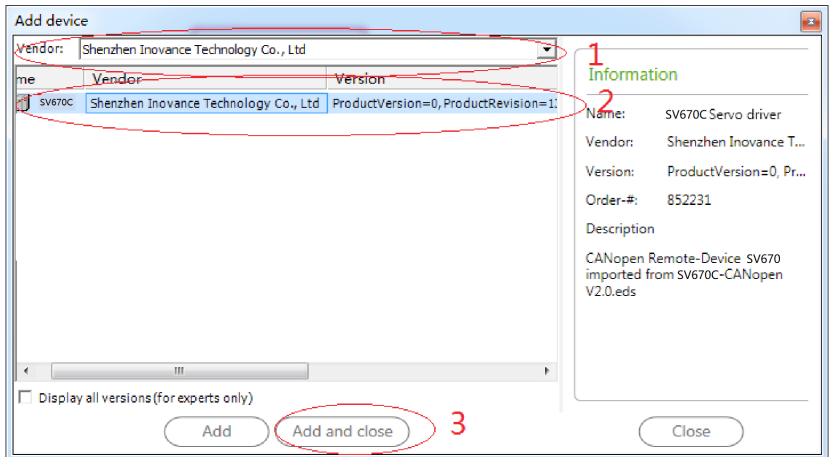 Add device
Vendor: Shenzhen Inovance Technology Co., Ltd
1
Information
me Vendor Version
2
SV670C Shenzhen Inovance Technology Co., Ltd ProductVersion=0, ProductRevision=1
Name: SV670C Servo driver
Vendor: Shenzhen Inovance T...
Version: ProductVersion=0, Pr...
Order-#: 852231
Description
CANopen Remote-Device SV670
imported from SV670C-CANopen
V2.0.eds
Display all versions (for experts only)
Add Add and close 3 Close